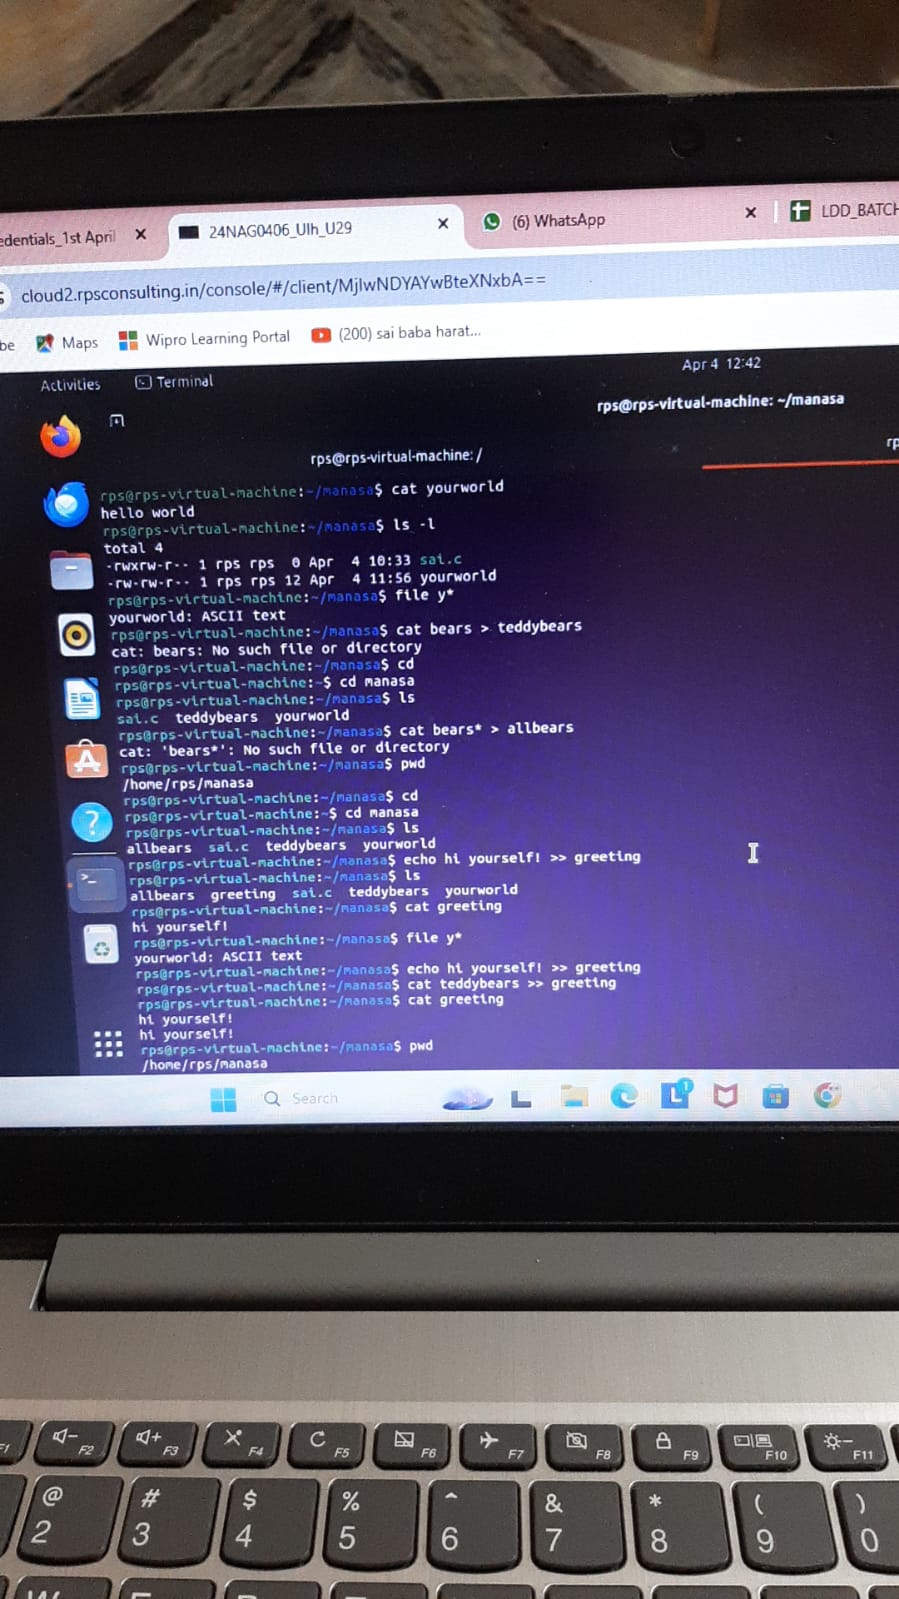 edentials_1st April
24NAG0406_Ulh_U29
(6) WhatsApp
LDD_BATCH
cloud2.rpsconsulting.in/console/#/client/MjIwNDYAYwBteXNxbA==
be
Maps
Wipro Learning Portal
(200) sai baba harat...
Activities
Terminal
Apr 4 12:42
rps@rps-virtual-machine: ~/manasa
rps@rps-virtual-machine: /
rp
rps@rps-virtual-machine:~/manasa$ cat yourworld
hello world
rps@rps-virtual-machine:~/manasa$ ls -l
total 4
-rwxrw-r-- 1 rps rps 0 Apr 4 10:33 sai.c
-rw-rw-r-- 1 rps rps 12 Apr 4 11:56 yourworld
rps@rps-virtual-machine:~/manasa$ file y*
yourworld: ASCII text
rps@rps-virtual-machine:~/manasa$ cat bears > teddybears
cat: bears: No such file or directory
rps@rps-virtual-machine:~/manasa$ cd
rps@rps-virtual-machine:~$ cd manasa
rps@rps-virtual-machine:~/manasa$ ls
sai.c teddybears yourworld
rps@rps-virtual-machine:~/manasa$ cat bears* > allbears
cat: 'bears*': No such file or directory
rps@rps-virtual-machine:~/manasa$ pwd
/home/rps/manasa
rps@rps-virtual-machine:~/manasa$ cd
rps@rps-virtual-machine:~$ cd manasa
rps@rps-virtual-machine:~/manasa$ ls
allbears sai.c teddybears yourworld
rps@rps-virtual-machine:~/manasa$ echo hi yourself! >> greeting
rps@rps-virtual-machine:~/manasa$ ls
allbears greeting sai.c teddybears yourworld
rps@rps-virtual-machine:~/manasa$ cat greeting
hi yourself!
rps@rps-virtual-machine:~/manasa$ file y*
yourworld: ASCII text
rps@rps-virtual-machine:~/manasa$ echo hi yourself! >> greeting
rps@rps-virtual-machine:~/manasa$ cat teddybears >> greeting
rps@rps-virtual-machine:~/manasa$ cat greeting
hi yourself!
hi yourself!
rps@rps-virtual-machine:~/manasa$ pwd
/home/rps/manasa
Search
L 1
F1 F2 F3 F4 F5 F6 F7 F8 F9 F10 F11
@ # $ % ^ & * ( )
2 3 4 5 6 7 8 9 0